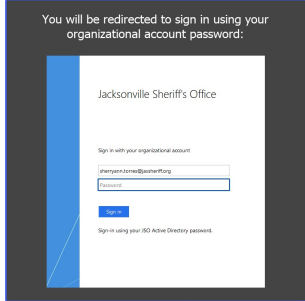 You will be redirected to sign in using your
organizational account password:
Jacksonville Sheriff's Office
Sign in with your organizational account
sherryann.torres@jaxsheriff.org
Password
Sign in
Sign-in using your JSO Active Directory password.